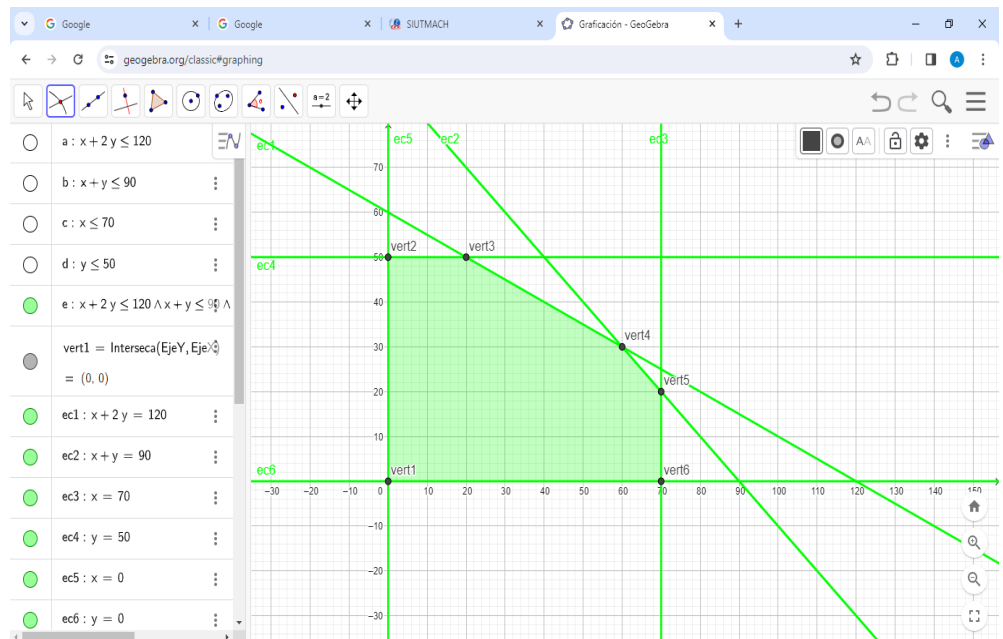 Google
Google
SIUTMACH
Graficación - GeoGebra
geogebra.org/classic#graphing
A
a=2
AA
a : x + 2 y ≤ 120
b : x + y ≤ 90
c : x ≤ 70
d : y ≤ 50
e : x + 2 y ≤ 120 ∧ x + y ≤ 90 ∧
vert1 = Interseca(EjeY, EjeX)
= (0, 0)
ec1 : x + 2 y = 120
ec2 : x + y = 90
ec3 : x = 70
ec4 : y = 50
ec5 : x = 0
ec6 : y = 0
ec1
ec5
ec2
ec3
70
60
vert2
vert3
50
ec4
40
vert4
30
vert5
20
10
ec6
vert1
vert6
−30
−20
−10
0
10
20
30
40
50
60
70
80
90
100
110
120
130
140
150
−10
−20
−30